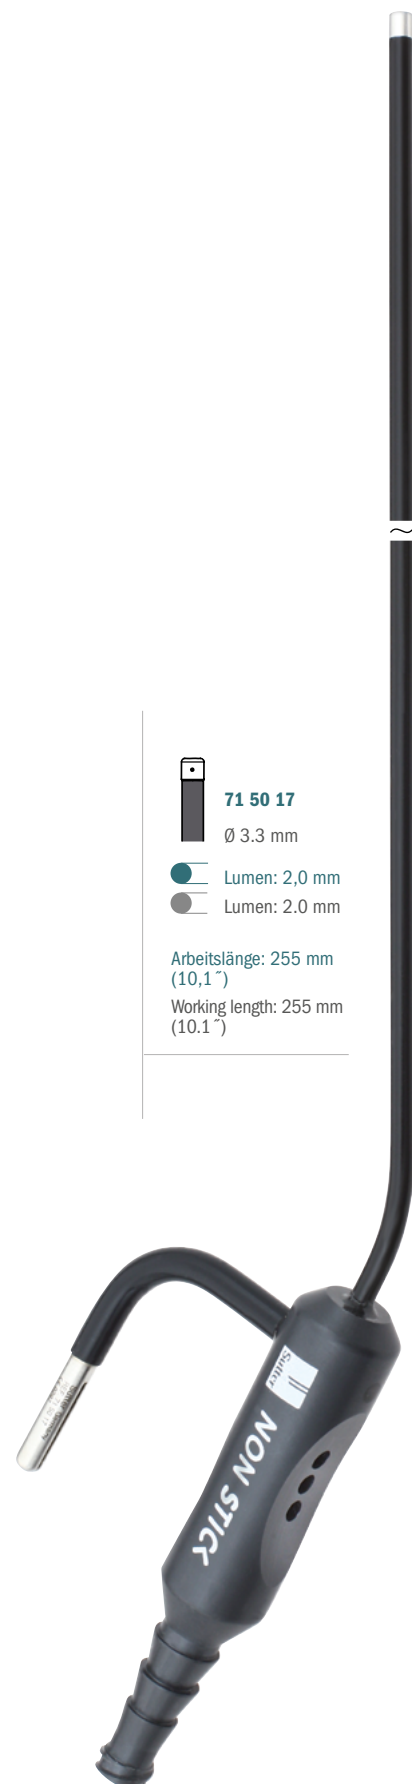 71 50 17
Ø 3.3 mm
Lumen: 2,0 mm
Lumen: 2.0 mm
Arbeitslänge: 255 mm
(10,1˝)
Working length: 255 mm
(10.1˝)
Sutter
NON STICK